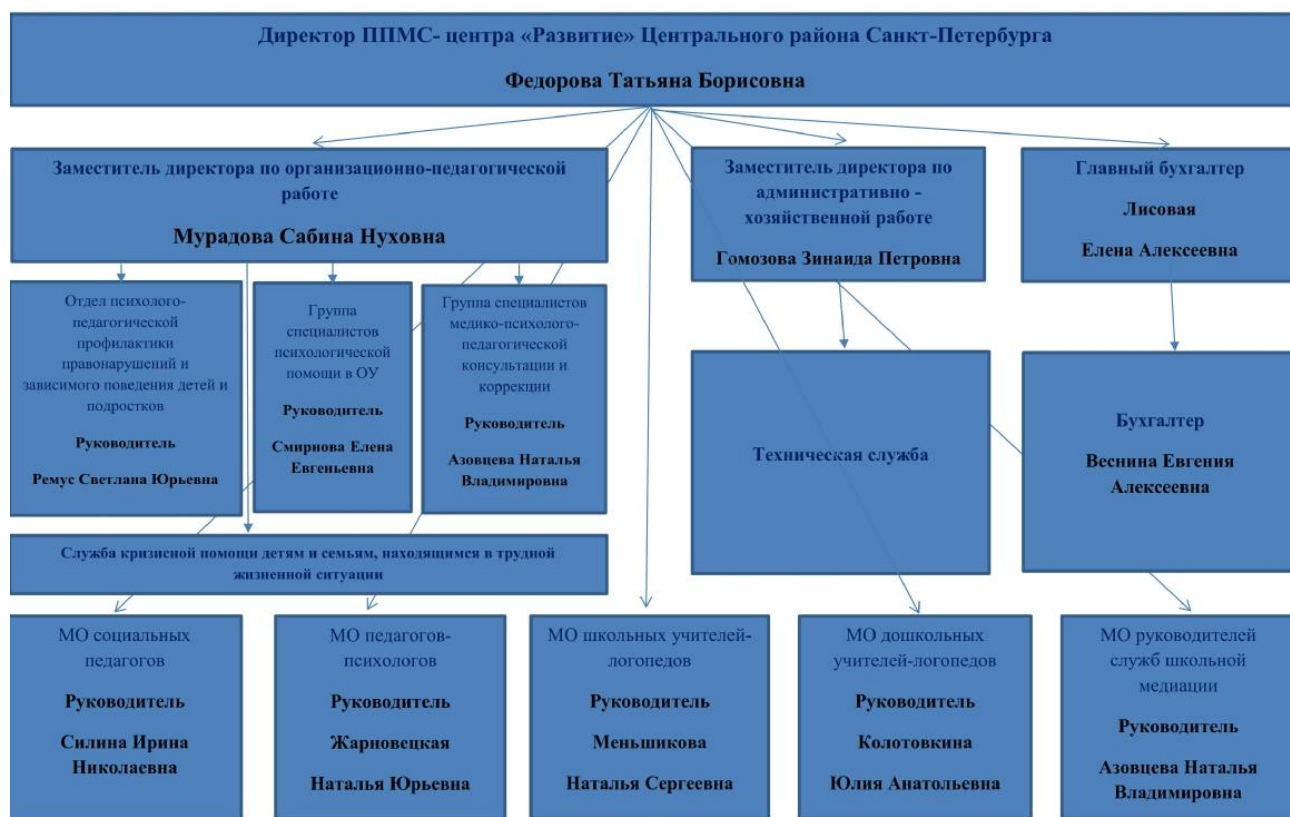 Директор ППМС- центра «Развитие» Центрального района Санкт-Петербурга
Федорова Татьяна Борисовна
Заместитель директора по организационно-педагогической
работе
Мурадова Сабина Нуховна
Заместитель директора по
административно -
хозяйственной работе
Гомозова Зинаида Петровна
Главный бухгалтер
Лисовая
Елена Алексеевна
Отдел психолого-
педагогической
профилактики
правонарушений и
зависимого поведения детей и
подростков
Руководитель
Ремус Светлана Юрьевна
Группа
специалистов
психологической
помощи в ОУ
Руководитель
Смирнова Елена
Евгеньевна
Группа специалистов
медико-психолого-
педагогической
консультации и
коррекции
Руководитель
Азовцева Наталья
Владимировна
Техническая служба
Бухгалтер
Веснина Евгения
Алексеевна
Служба кризисной помощи детям и семьям, находящимся в трудной
жизненной ситуации
МО социальных
педагогов
Руководитель
Силина Ирина
Николаевна
МО педагогов-
психологов
Руководитель
Жарновецкая
Наталья Юрьевна
МО школьных учителей-
логопедов
Руководитель
Меньшикова
Наталья Сергеевна
МО дошкольных
учителей-логопедов
Руководитель
Колотовкина
Юлия Анатольевна
МО руководителей
служб школьной
медиации
Руководитель
Азовцева Наталья
Владимировна